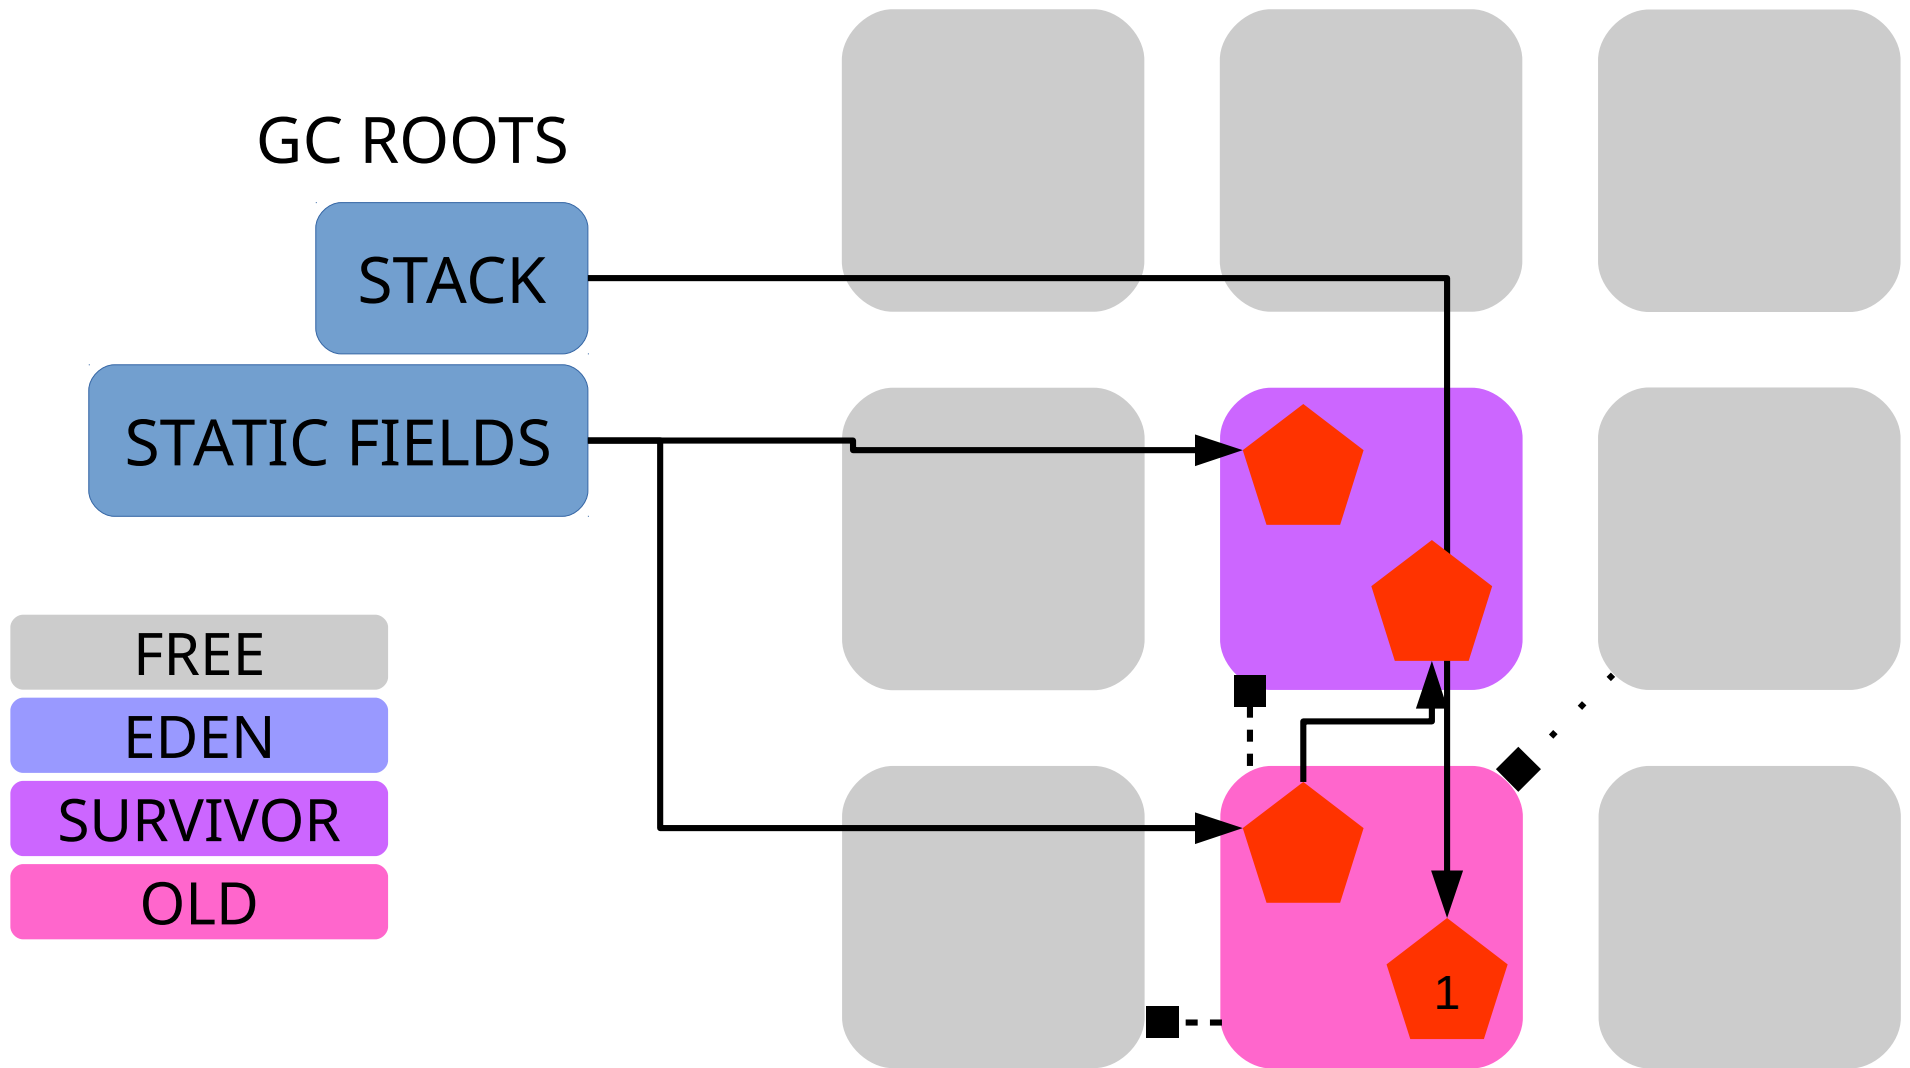 GC ROOTS
STACK
STATIC FIELDS
FREE
EDEN
SURVIVOR
OLD
1